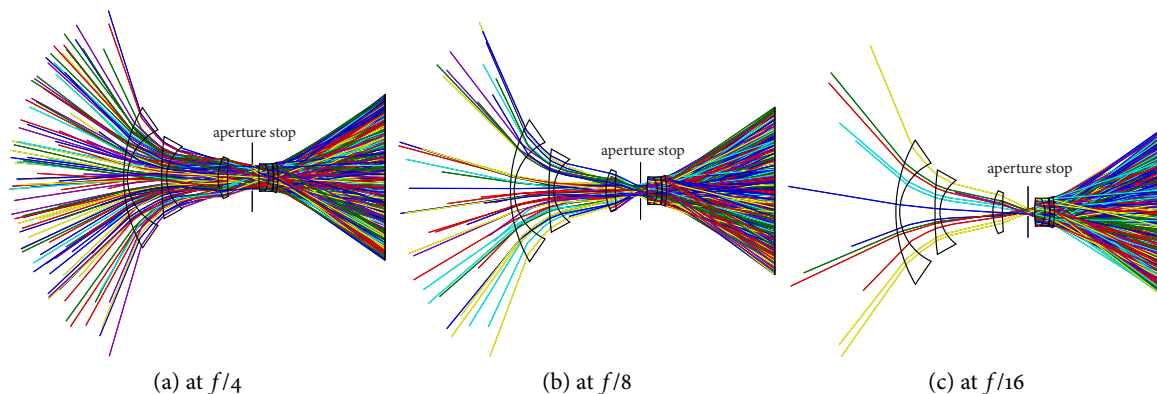 aperture stop
aperture stop
aperture stop
(a) at f/4
(b) at f/8
(c) at f/16